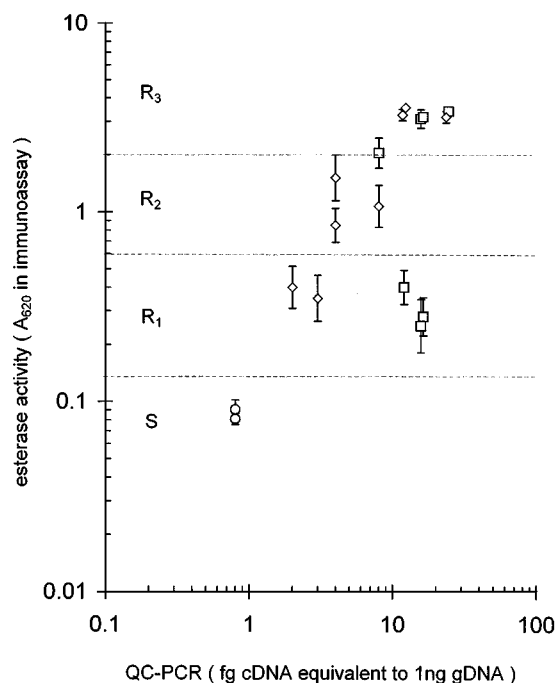 10
R3
R2
1
R1
0.1
S
0.01
0.1 1 10 100
esterase activity ( A620 in immunoassay)
QC-PCR ( fg cDNA equivalent to 1ng gDNA )